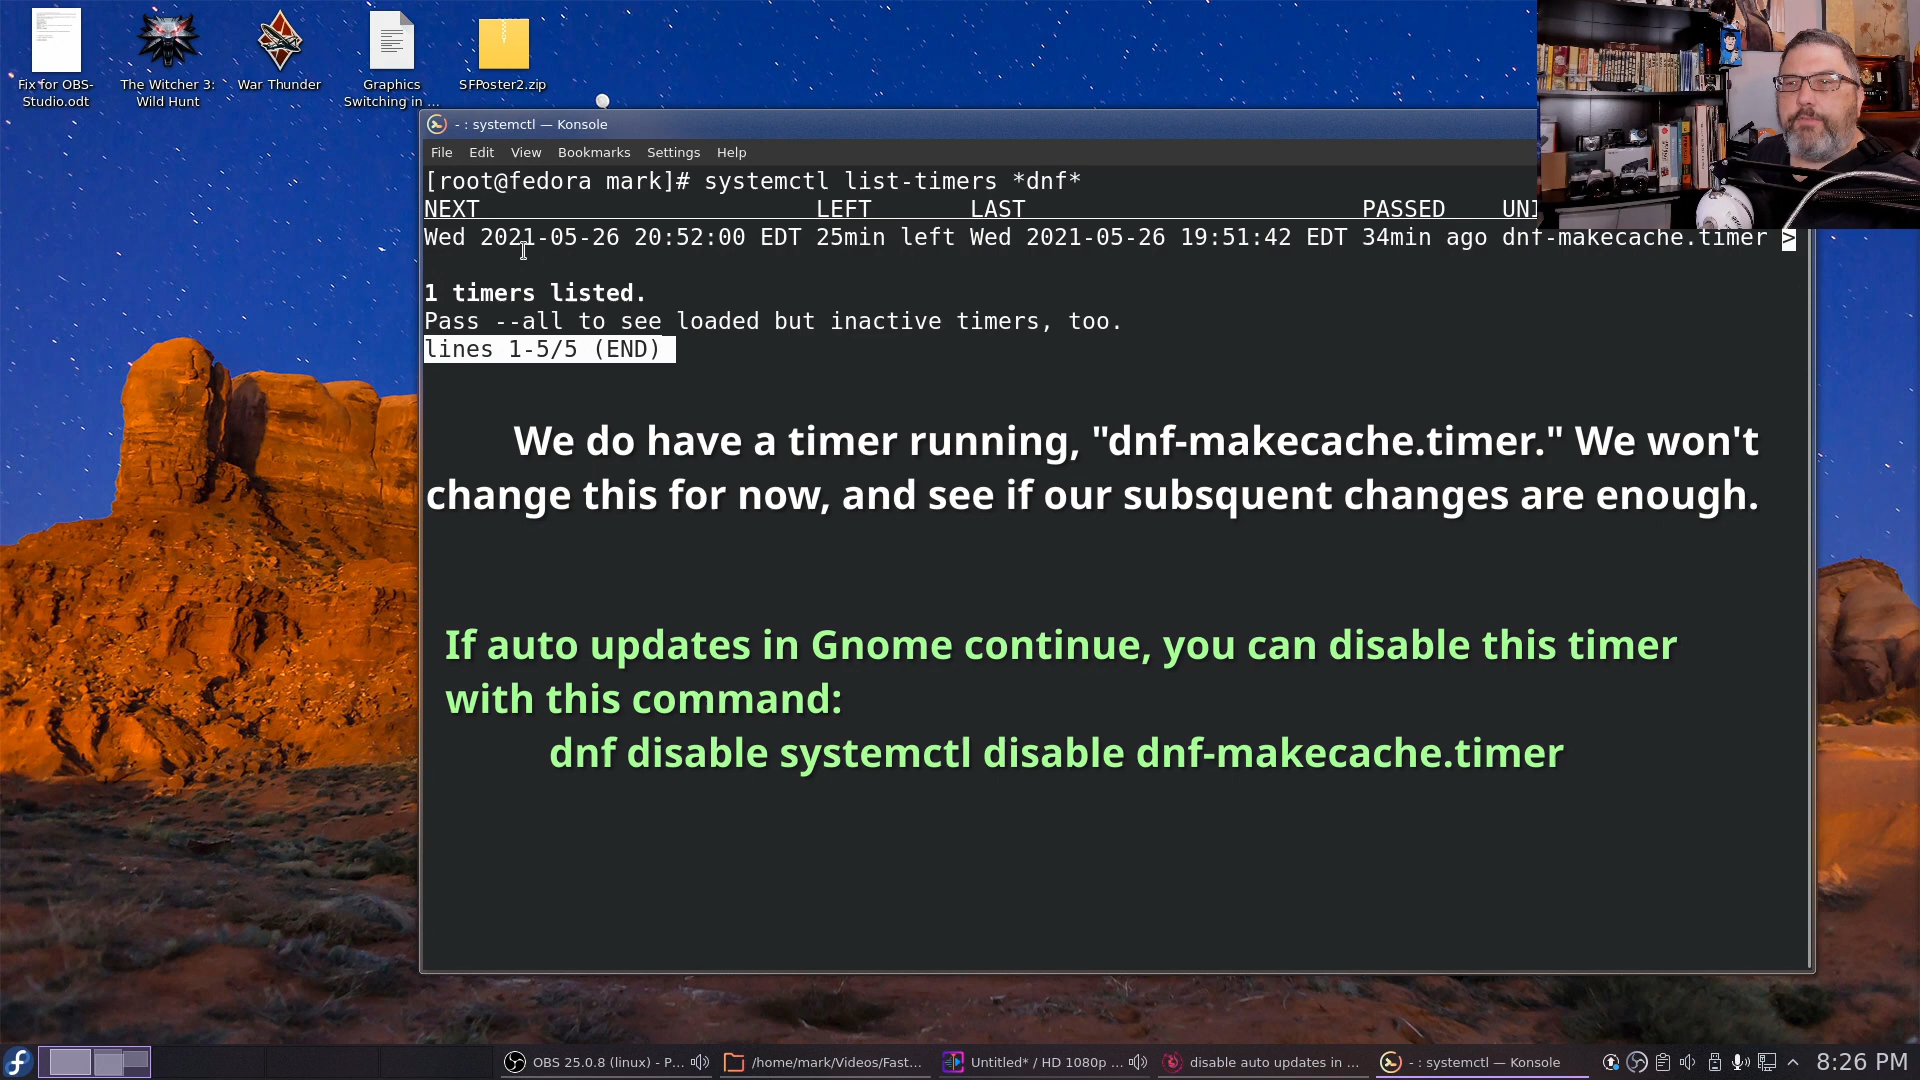 Fix for OBS-
Studio.odt
The Witcher 3:
Wild Hunt
War Thunder
Graphics
Switching in ...
SFPoster2.zip
- : systemctl — Konsole
File Edit View Bookmarks Settings Help
[root@fedora mark]# systemctl list-timers *dnf*
NEXT LEFT LAST PASSED UNI
Wed 2021-05-26 20:52:00 EDT 25min left Wed 2021-05-26 19:51:42 EDT 34min ago dnf-makecache.timer >
1 timers listed.
Pass --all to see loaded but inactive timers, too.
lines 1-5/5 (END)
We do have a timer running, "dnf-makecache.timer." We won't
change this for now, and see if our subsquent changes are enough.
If auto updates in Gnome continue, you can disable this timer
with this command:
dnf disable systemctl disable dnf-makecache.timer
OBS 25.0.8 (linux) - P...
/home/mark/Videos/Fast...
Untitled* / HD 1080p ...
disable auto updates in ...
- : systemctl — Konsole
8:26 PM